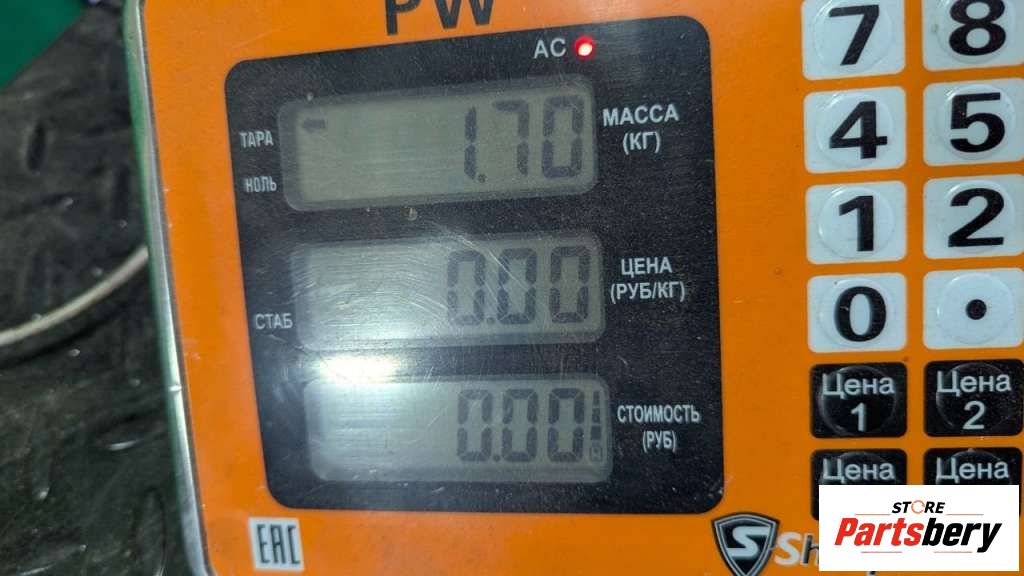 PW
AC
ТАРА
1.70
МАССА
(КГ)
НОЛЬ
0.00
ЦЕНА
(РУБ/КГ)
СТАБ
0.00
СТОИМОСТЬ
(РУБ)
7 8
4 5
1 2
0 •
Цена
1
Цена
2
Цена
Цена
EAC
S Sh
STORE
Partsbery